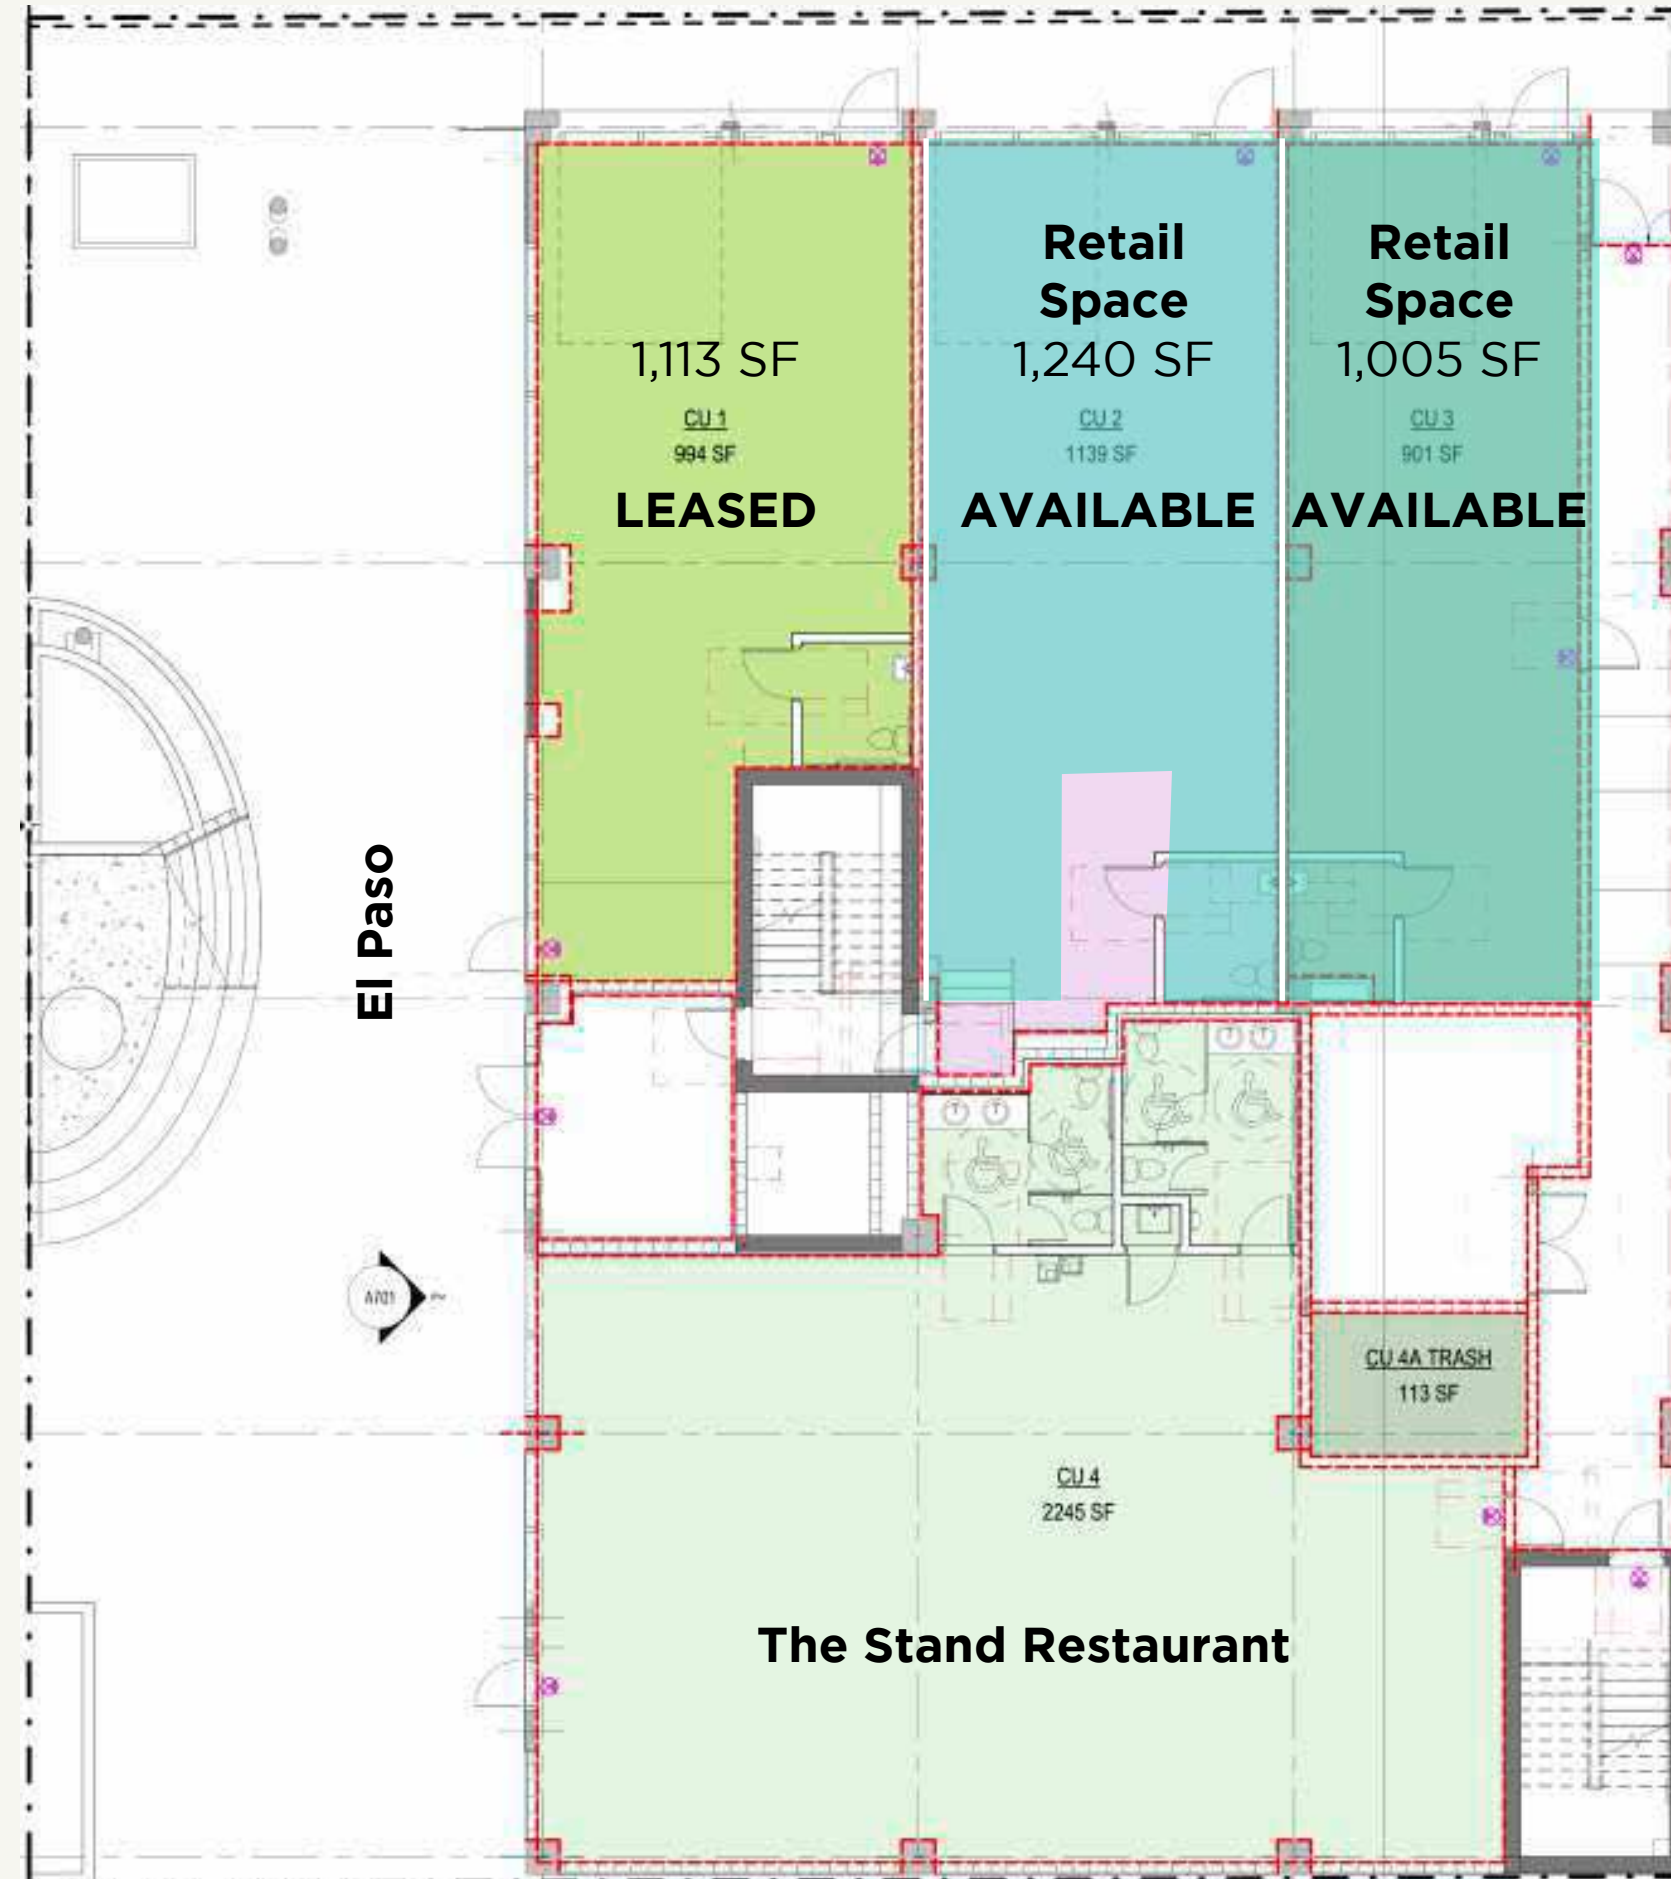 1,113 SF
CU 1
994 SF
LEASED
Retail
Space
1,240 SF
CU 2
1139 SF
AVAILABLE
Retail
Space
1,005 SF
CU 3
901 SF
AVAILABLE
El Paso
A701
CU 4A TRASH
113 SF
CU 4
2245 SF
The Stand Restaurant